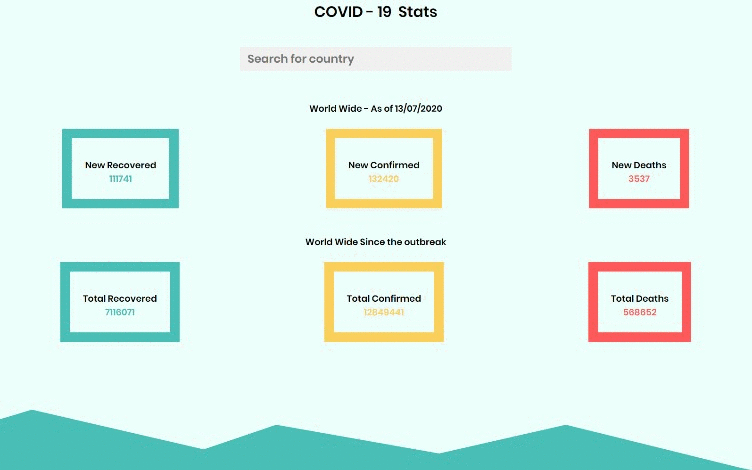 COVID - 19 Stats
Search for country
World Wide - As of 13/07/2020
New Recovered
111741
New Confirmed
132420
New Deaths
3537
World Wide Since the outbreak
Total Recovered
7116071
Total Confirmed
12849441
Total Deaths
568652